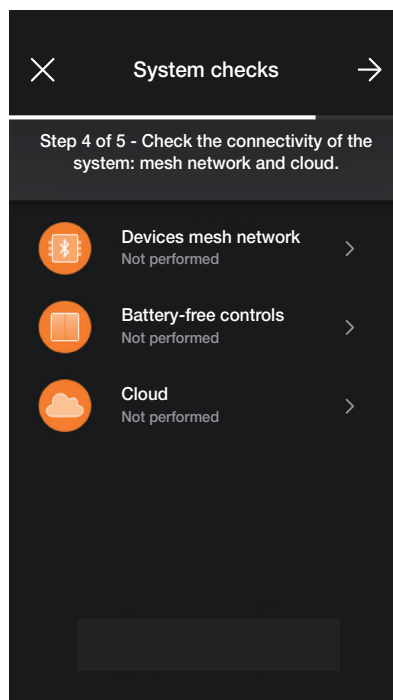 System checks
Step 4 of 5 - Check the connectivity of the
system: mesh network and cloud.
Devices mesh network
Not performed
Battery-free controls
Not performed
Cloud
Not performed